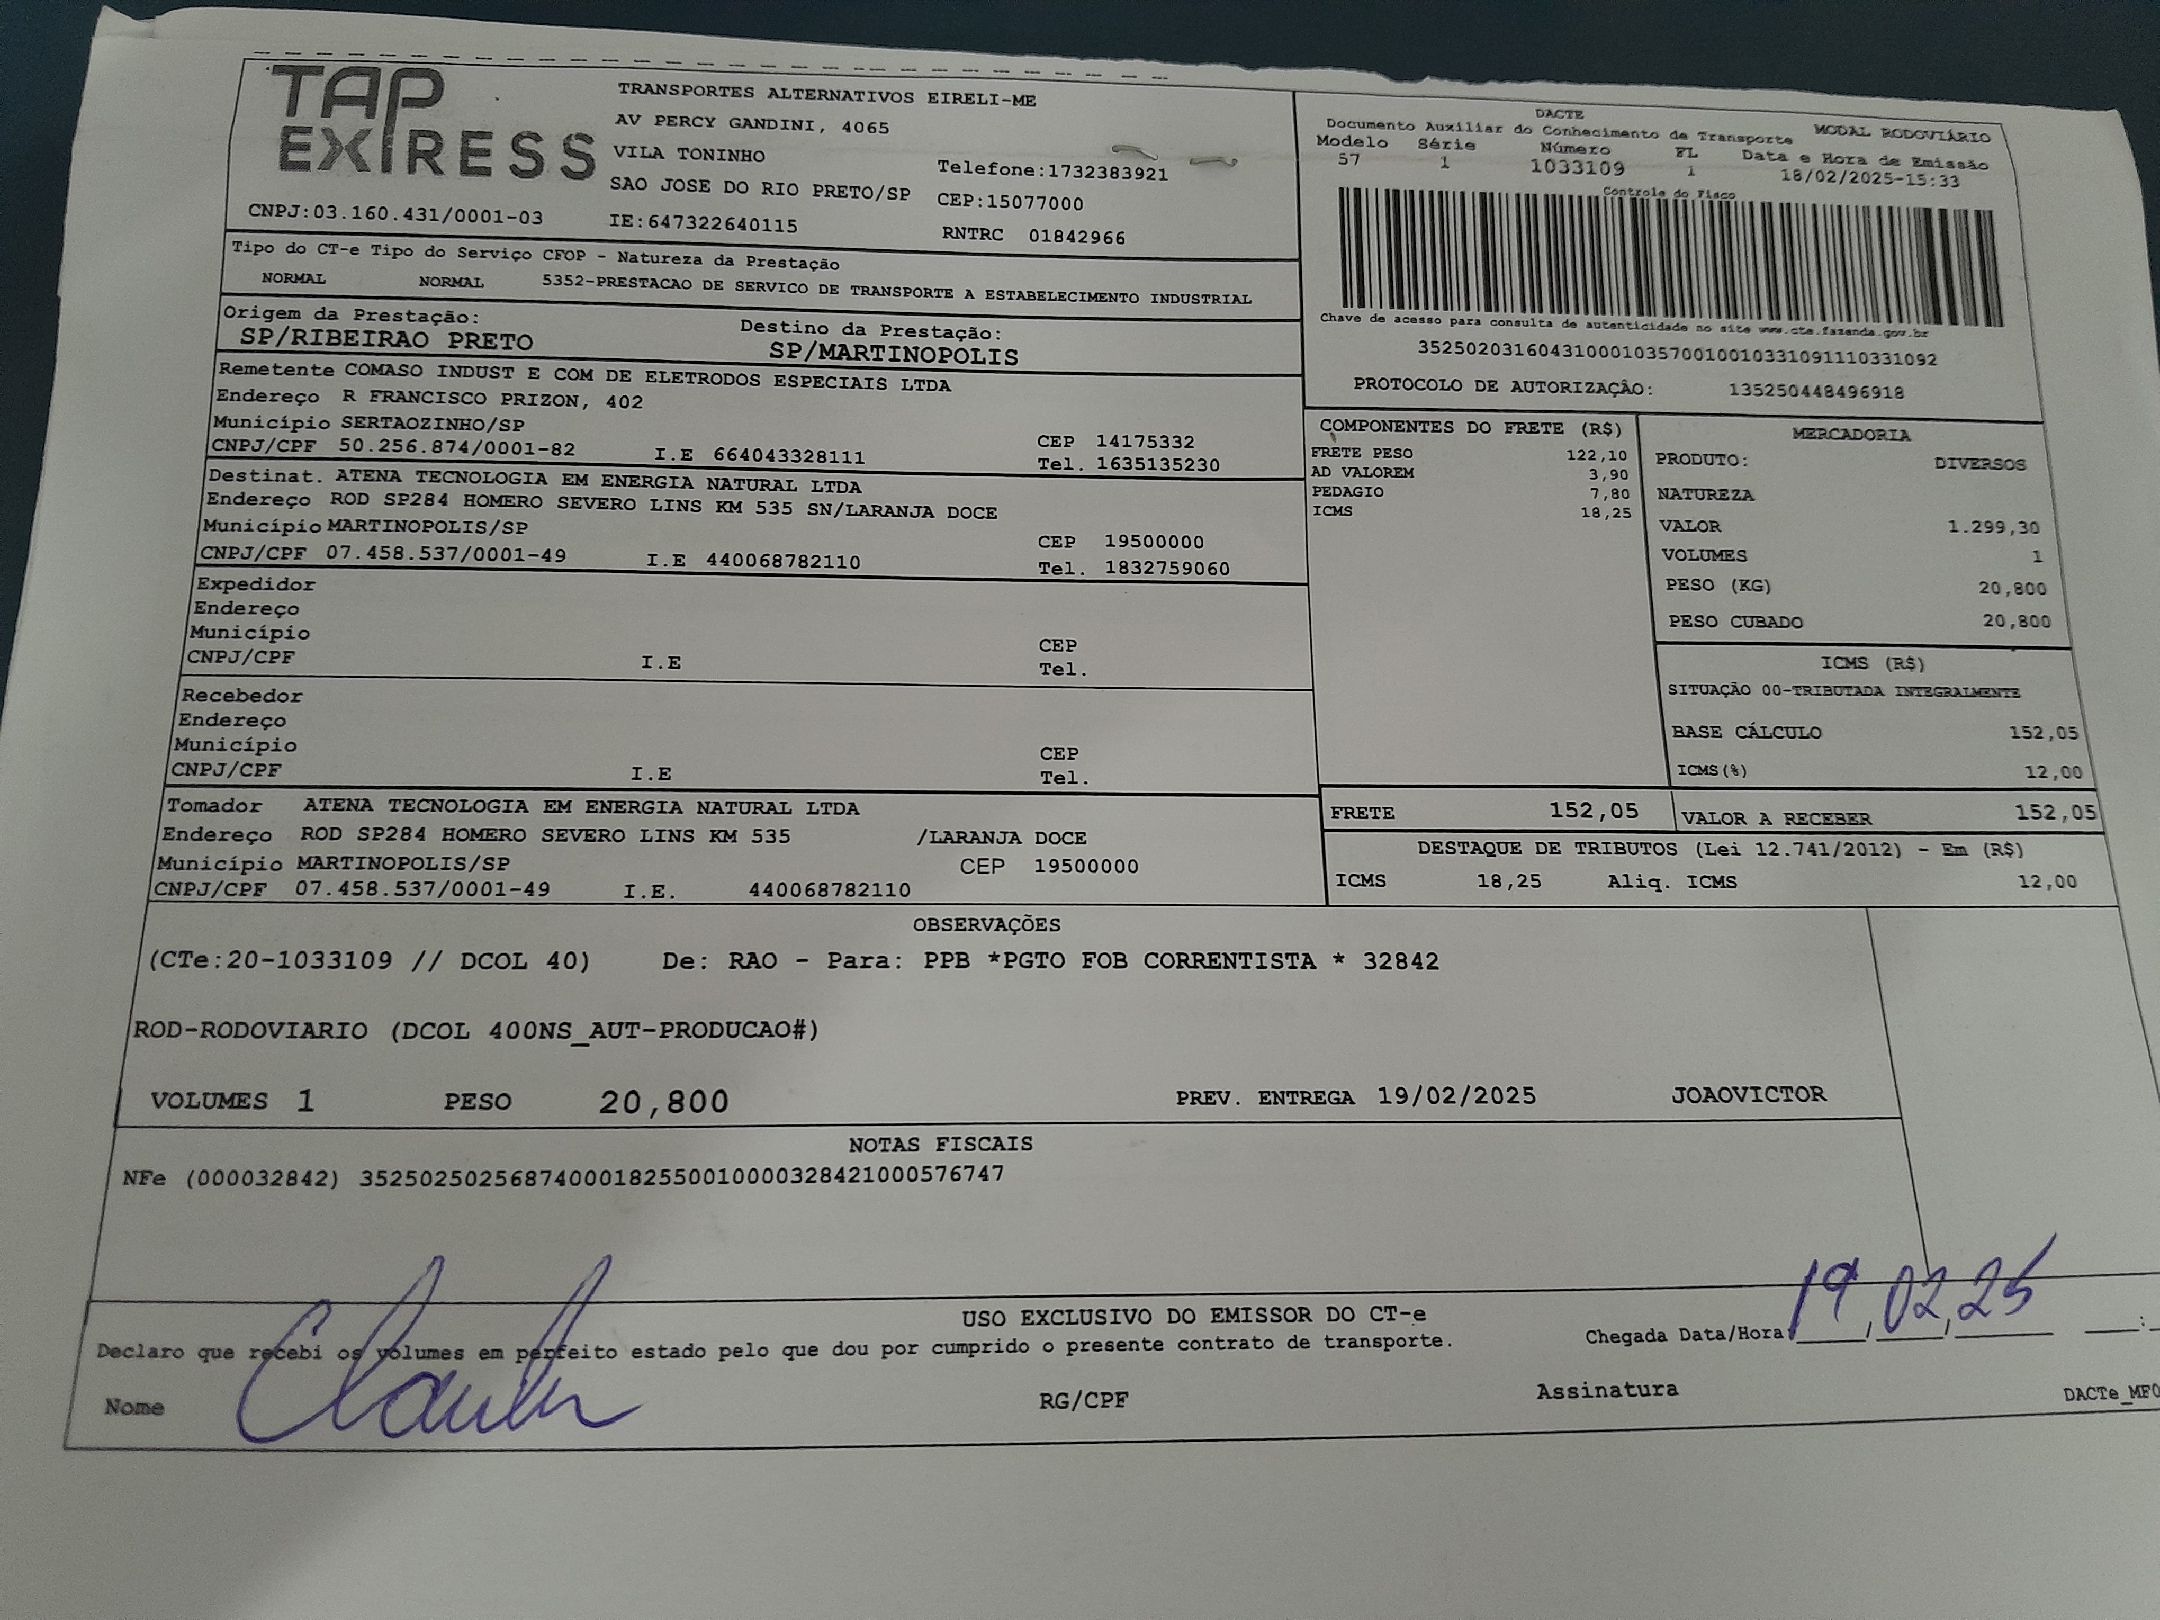 TAP
EXPRESS
TRANSPORTES ALTERNATIVOS EIRELI-ME
AV PERCY GANDINI, 4065
VILA TONINHO
Telefone:1732383921
SAO JOSE DO RIO PRETO/SP CEP:15077000
CNPJ:03.160.431/0001-03 IE:647322640115 RNTRC 01842966
DACTE
Documento Auxiliar do Conhecimento de Transporte MODAL RODOVIÁRIO
Modelo Série Número FL Data e Hora de Emissão
57 1 1033109 1 18/02/2025-15:33
Controle do Fisco
Chave de acesso para consulta de autenticidade no site www.cte.fazenda.gov.br
35250203160431000103570010010331091110331092
PROTOCOLO DE AUTORIZAÇÂO: 135250448496918
Tipo do CT-e Tipo do Serviço CFOP - Natureza da Prestação
NORMAL NORMAL 5352-PRESTACAO DE SERVICO DE TRANSPORTE A ESTABELECIMENTO INDUSTRIAL
Origem da Prestação: Destino da Prestação:
SP/RIBEIRAO PRETO SP/MARTINOPOLIS
Remetente COMASO INDUST E COM DE ELETRODOS ESPECIAIS LTDA
Endereço R FRANCISCO PRIZON, 402
Município SERTAOZINHO/SP CEP 14175332
CNPJ/CPF 50.256.874/0001-82 I.E 664043328111 Tel. 1635135230
Destinat. ATENA TECNOLOGIA EM ENERGIA NATURAL LTDA
Endereço ROD SP284 HOMERO SEVERO LINS KM 535 SN/LARANJA DOCE
Município MARTINOPOLIS/SP CEP 19500000
CNPJ/CPF 07.458.537/0001-49 I.E 440068782110 Tel. 1832759060
Expedidor
Endereço
Município CEP
CNPJ/CPF I.E Tel.
Recebedor
Endereço
Município CEP
CNPJ/CPF I.E Tel.
Tomador ATENA TECNOLOGIA EM ENERGIA NATURAL LTDA
Endereço ROD SP284 HOMERO SEVERO LINS KM 535 /LARANJA DOCE
Município MARTINOPOLIS/SP CEP 19500000
CNPJ/CPF 07.458.537/0001-49 I.E. 440068782110
COMPONENTES DO FRETE (R$)
FRETE PESO 122,10
AD VALOREM 3,90
PEDAGIO 7,80
ICMS 18,25
MERCADORIA
PRODUTO: DIVERSOS
NATUREZA
VALOR 1.299,30
VOLUMES 1
PESO (KG) 20,800
PESO CUBADO 20,800
ICMS (R$)
SITUAÇÃO 00-TRIBUTADA INTEGRALMENTE
BASE CÁLCULO 152,05
ICMS(%) 12,00
FRETE 152,05 VALOR A RECEBER 152,05
DESTAQUE DE TRIBUTOS (Lei 12.741/2012) - Em (R$)
ICMS 18,25 Aliq. ICMS 12,00
OBSERVAÇÕES
(CTe:20-1033109 // DCOL 40) De: RAO - Para: PPB *PGTO FOB CORRENTISTA * 32842
ROD-RODOVIARIO (DCOL 400NS_AUT-PRODUCAO#)
VOLUMES 1 PESO 20,800 PREV. ENTREGA 19/02/2025 JOAOVICTOR
NOTAS FISCAIS
NFe (000032842) 35250250256874000182550010000328421000576747
USO EXCLUSIVO DO EMISSOR DO CT-e
Declaro que recebi os volumes em perfeito estado pelo que dou por cumprido o presente contrato de transporte.
Chegada Data/Hora: 19/02/25 :
Nome RG/CPF Assinatura DACTe_MF0